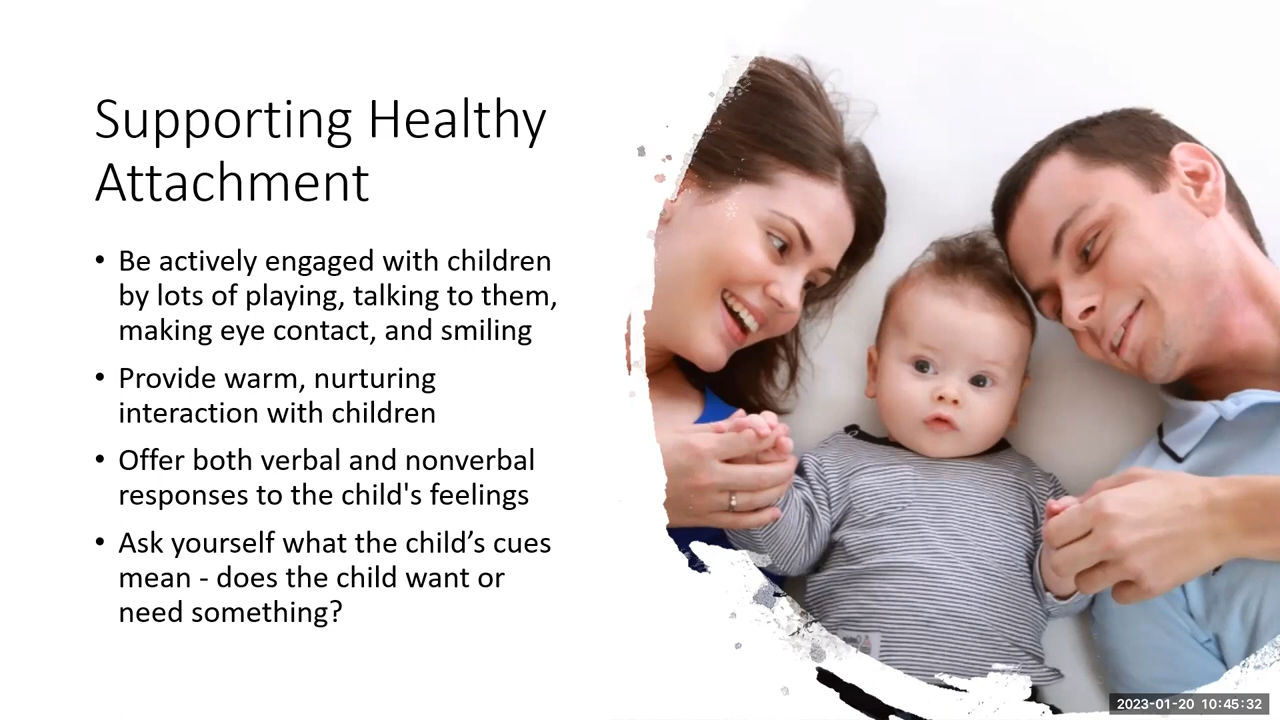 Supporting Healthy
Attachment
• Be actively engaged with children
by lots of playing, talking to them,
making eye contact, and smiling
• Provide warm, nurturing
interaction with children
• Offer both verbal and nonverbal
responses to the child's feelings
• Ask yourself what the child’s cues
mean - does the child want or
need something?
2023-01-20 10:45:32